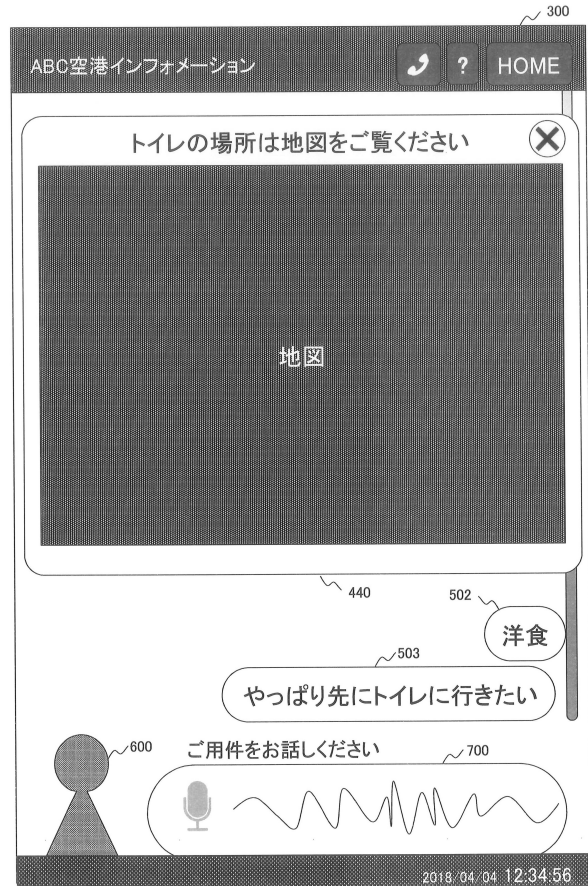 300
ABC空港インフォメーション
?
HOME
トイレの場所は地図をご覧ください
地図
440
502
洋食
503
やっぱり先にトイレに行きたい
600
ご用件をお話しください
700
2018/04/04 12:34:56